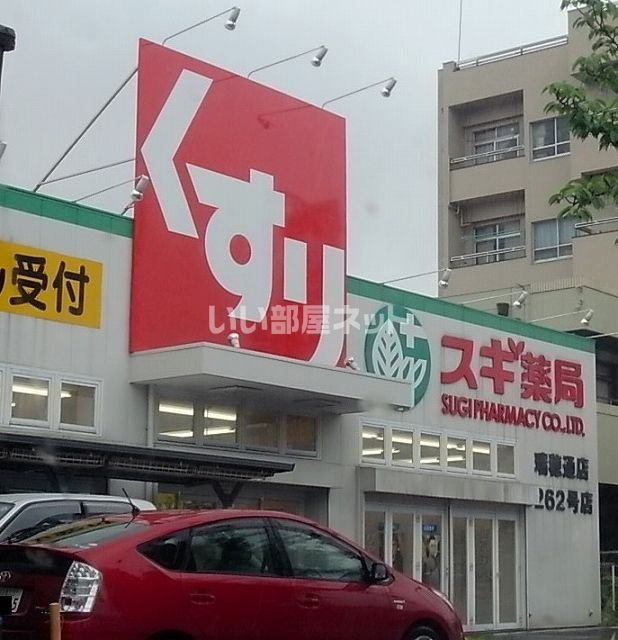 くすり
いい部屋ネット
受付
スギ薬局
SUGI PHARMACY CO.,LTD.
瑞穂通店
262号店